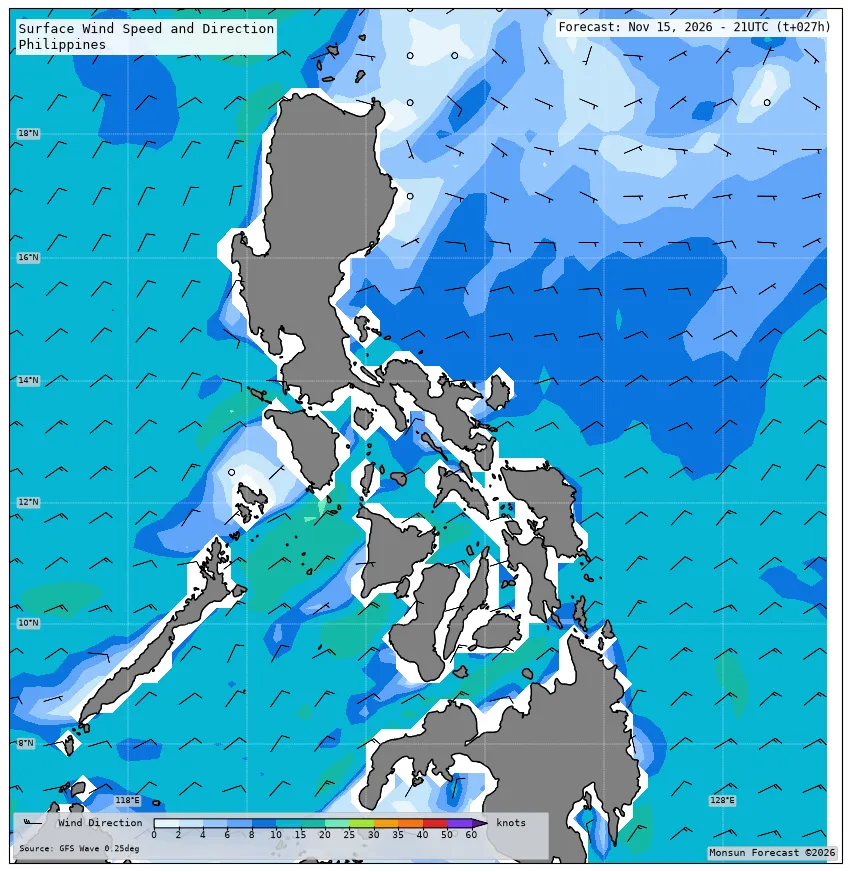 Surface Wind Speed and Direction
Philippines
Forecast: Nov 15, 2026 - 21UTC (t+027h)
18°N
16°N
14°N
12°N
10°N
8°N
118°E
128°E
Wind Direction
0 2 4 6 8 10 15 20 25 30 35 40 50 60
knots
Source: GFS Wave 0.25deg
Monsun Forecast ©2026